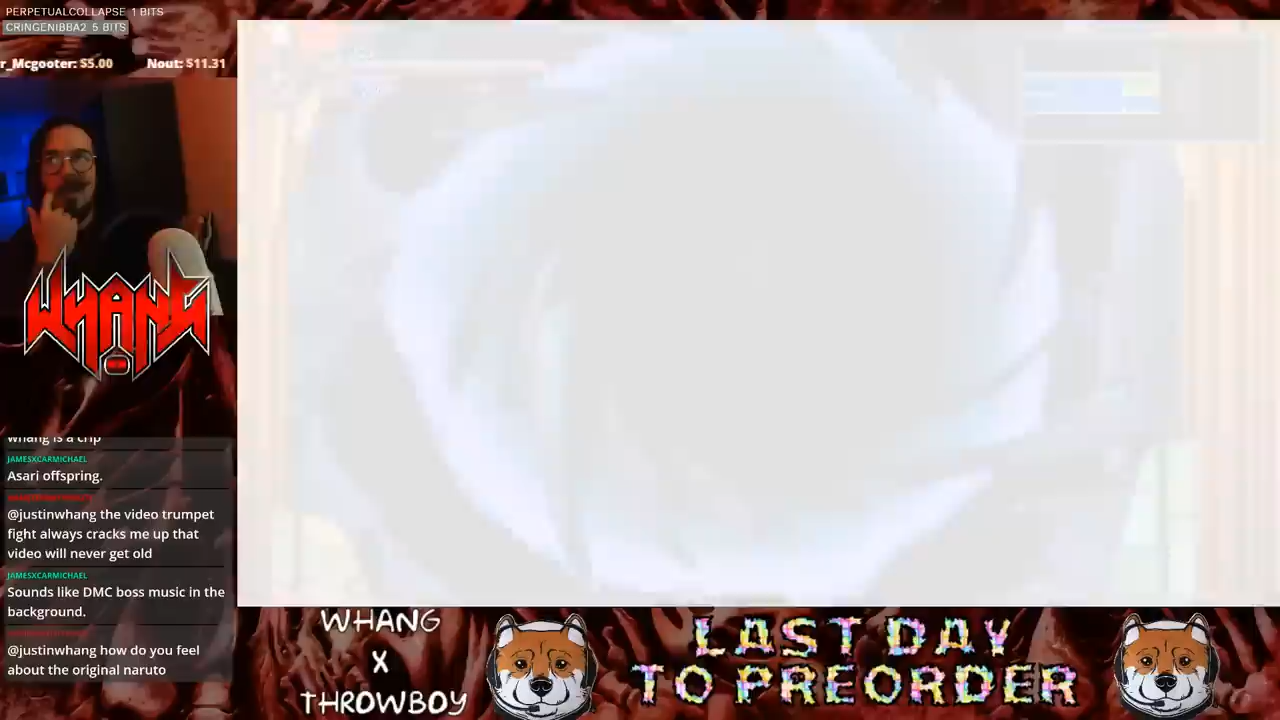 PERPETUALCOLLAPSE 1 BITS
CRINGENIBBA2 5 BITS
r_Mcgooter: $5.00 Nout: $11.31
WHANG
whang is a crip
JAMESXCARMICHAEL
Asari offspring.
@justinwhang the video trumpet
fight always cracks me up that
video will never get old
JAMESXCARMICHAEL
Sounds like DMC boss music in the
background.
@justinwhang how do you feel
about the original naruto
WHANG
X
THROWBOY
LAST DAY
TO PREORDER